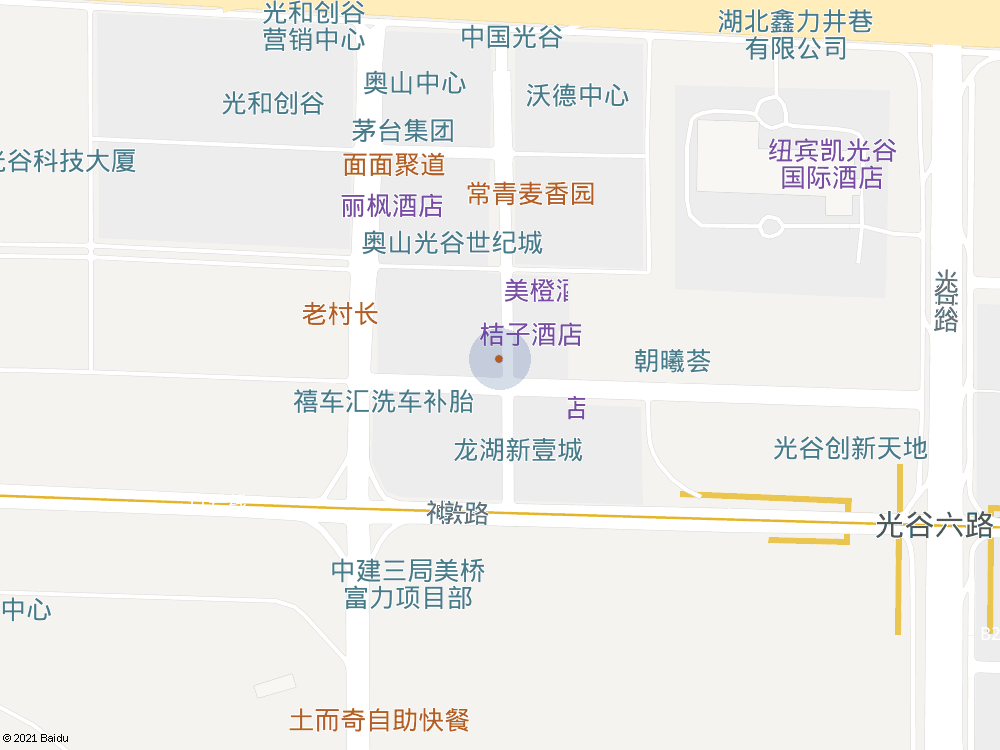 光和创谷
营销中心
中国光谷
湖北鑫力井巷
有限公司
奥山中心
沃德中心
光和创谷
茅台集团
光谷科技大厦
面面聚道
纽宾凯光谷
国际酒店
常青麦香园
丽枫酒店
奥山光谷世纪城
美橙酒
老村长
光谷路
桔子酒店
朝曦荟
禧车汇洗车补胎
店
龙湖新壹城
光谷创新天地
神墩路
光谷六路
中建三局美桥
富力项目部
中心
B2
土而奇自助快餐
© 2021 Baidu